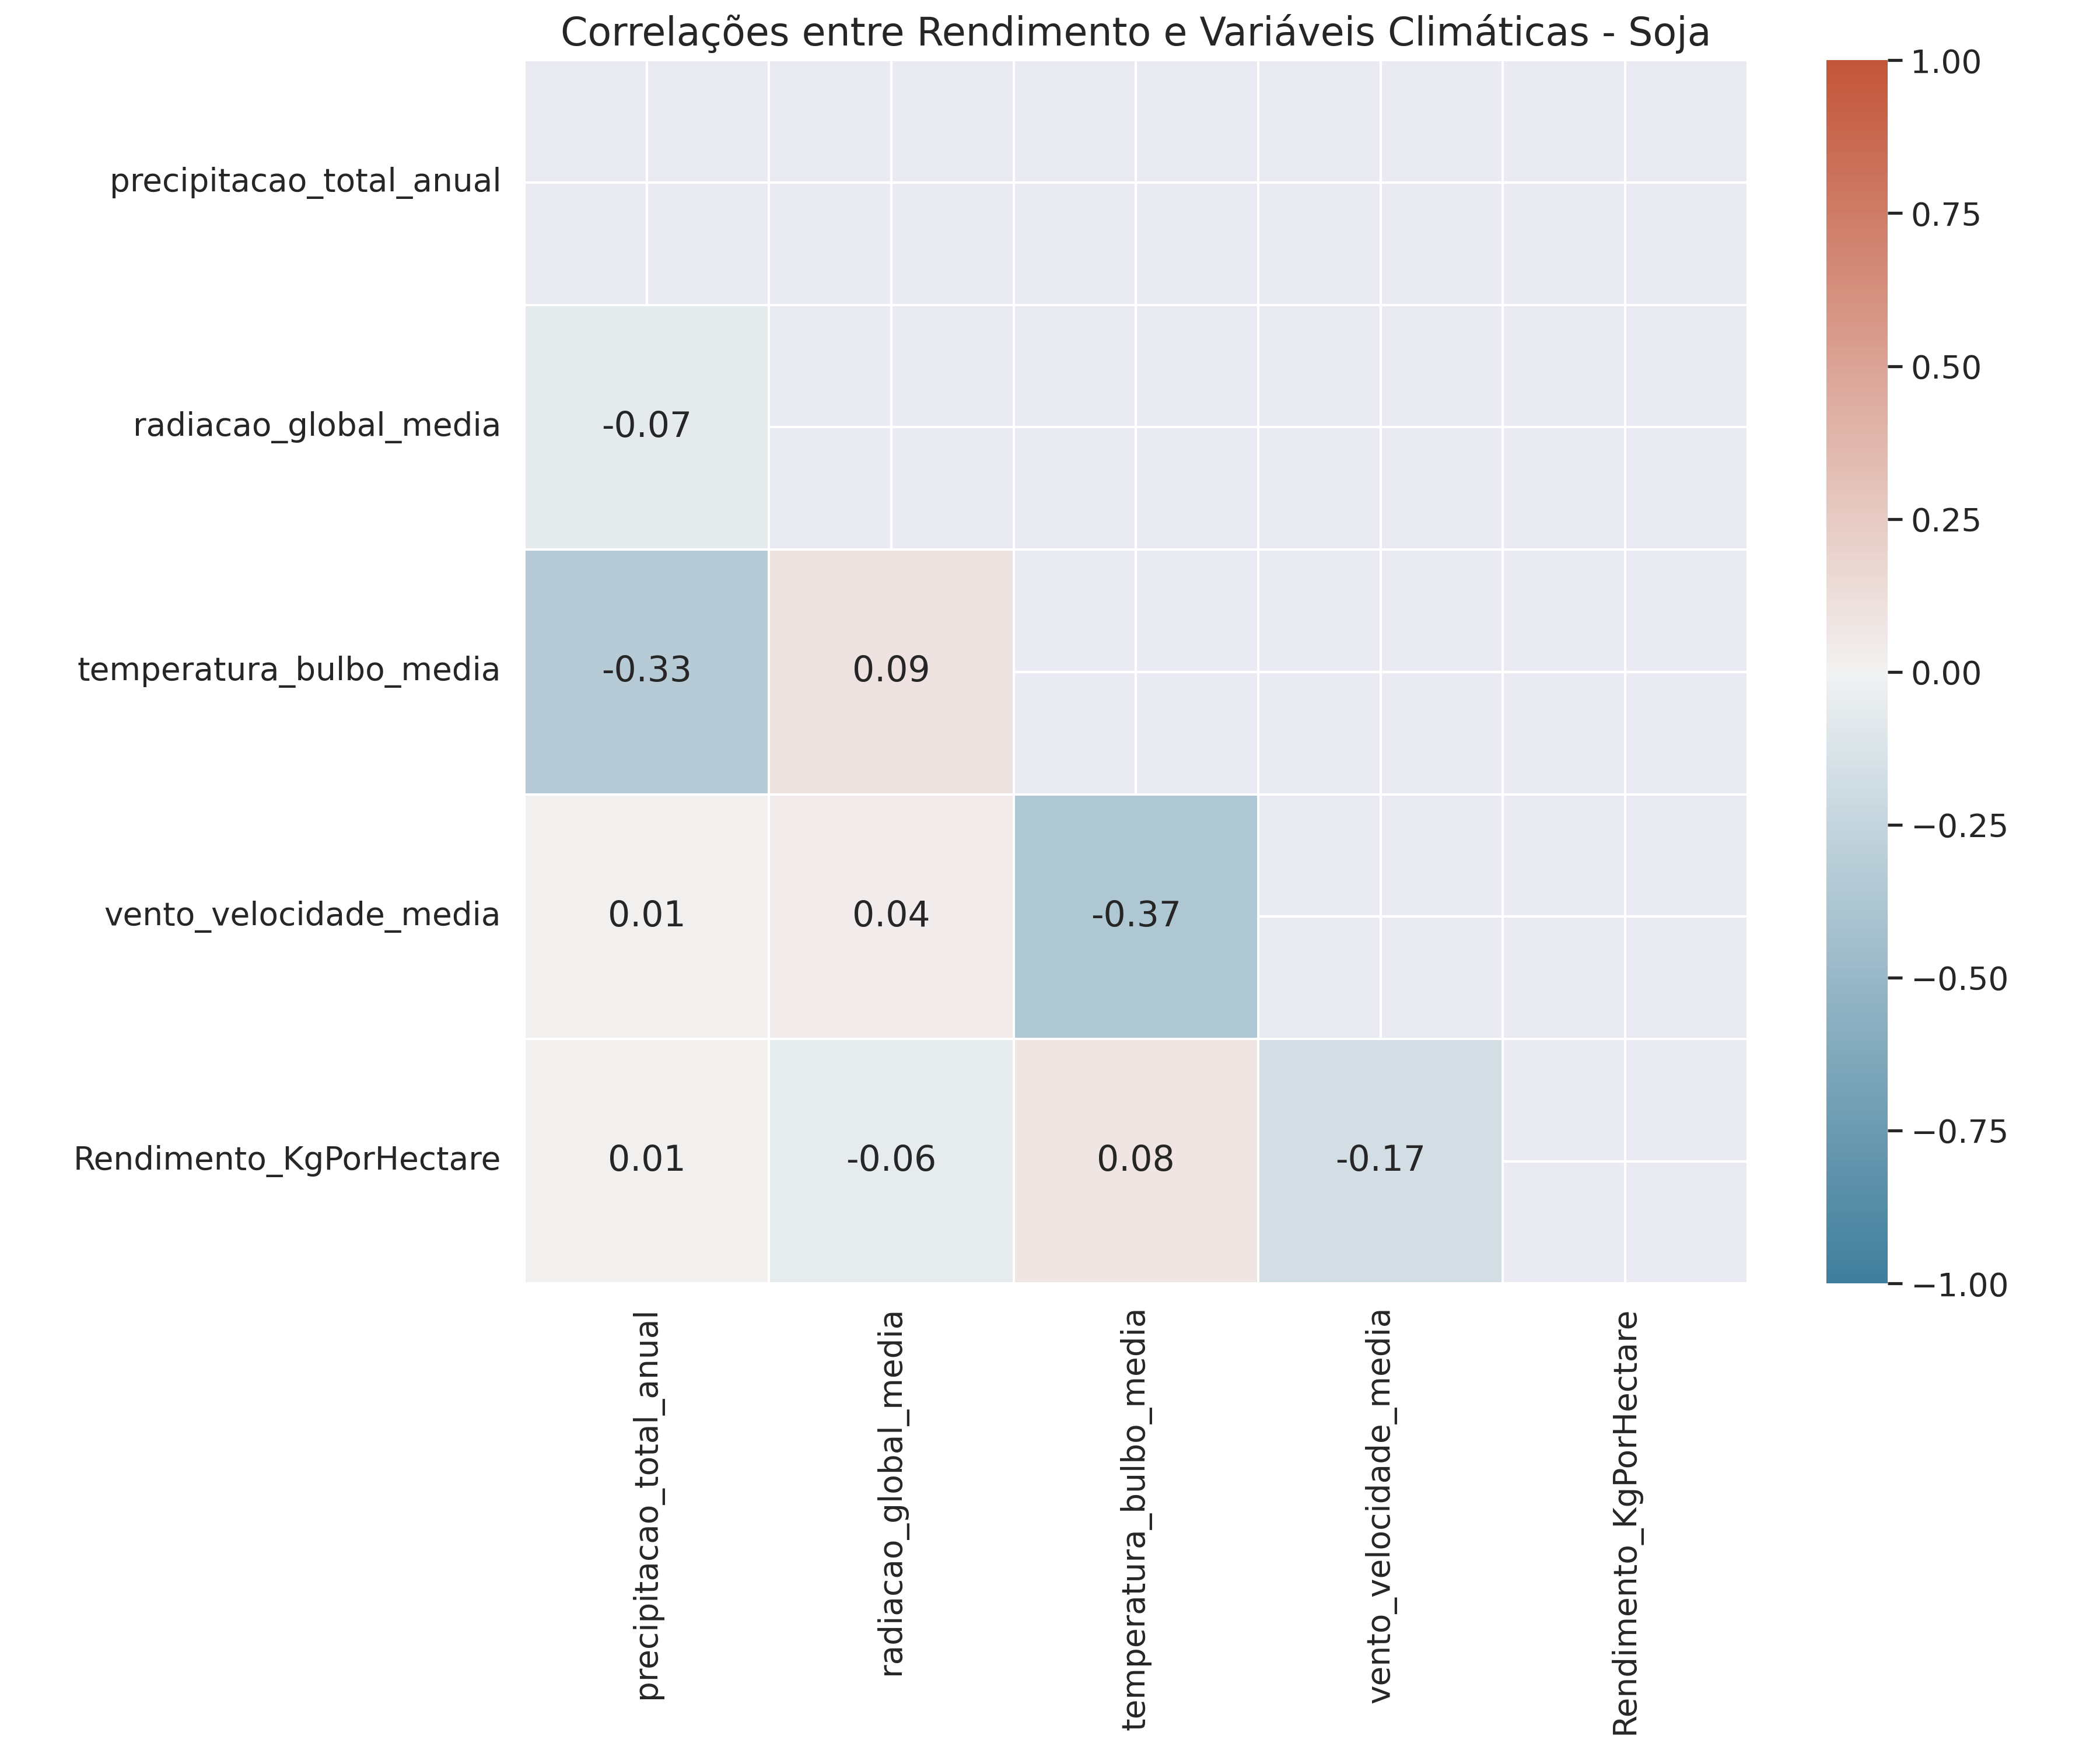 Correlações entre Rendimento e Variáveis Climáticas - Soja
precipitacao_total_anual
radiacao_global_media
-0.07
temperatura_bulbo_media
-0.33
0.09
vento_velocidade_media
0.01
0.04
-0.37
Rendimento_KgPorHectare
0.01
-0.06
0.08
-0.17
precipitacao_total_anual
radiacao_global_media
temperatura_bulbo_media
vento_velocidade_media
Rendimento_KgPorHectare
1.00
0.75
0.50
0.25
0.00
−0.25
−0.50
−0.75
−1.00